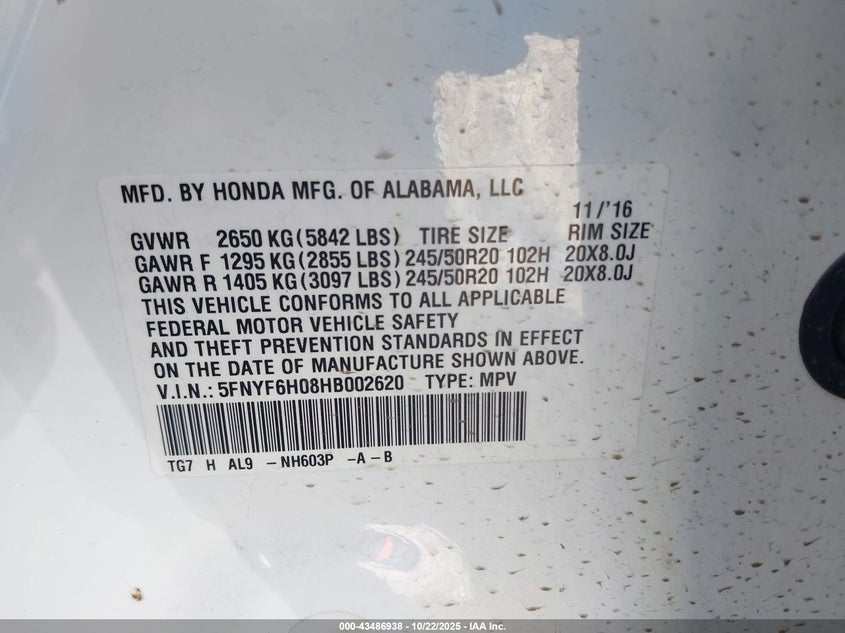 MFD. BY HONDA MFG. OF ALABAMA, LLC
11/'16
GVWR 2650 KG(5842 LBS) TIRE SIZE RIM SIZE
GAWR F 1295 KG(2855 LBS) 245/50R20 102H 20X8.0J
GAWR R 1405 KG(3097 LBS) 245/50R20 102H 20X8.0J
THIS VEHICLE CONFORMS TO ALL APPLICABLE
FEDERAL MOTOR VEHICLE SAFETY
AND THEFT PREVENTION STANDARDS IN EFFECT
ON THE DATE OF MANUFACTURE SHOWN ABOVE.
V.I.N.: 5FNYF6H08HB002620 TYPE: MPV
TG7 H AL9 -NH603P -A-B
000-43486938 - 10/22/2025 - IAA Inc.